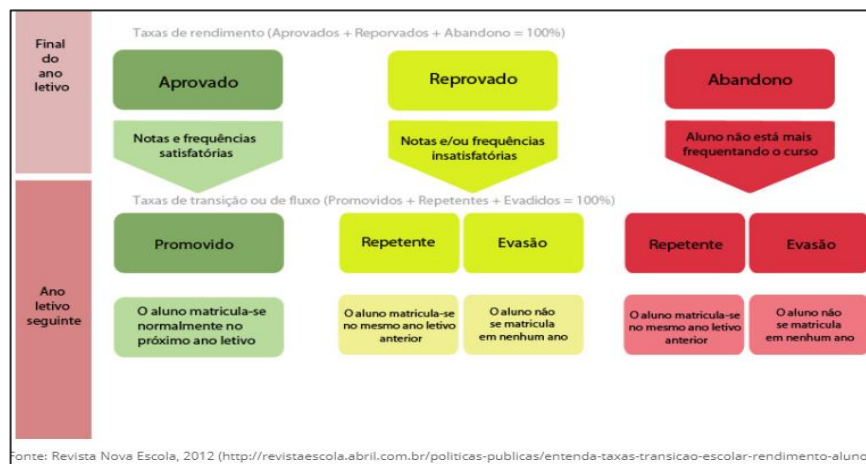 Final
do
ano
letivo
Taxas de rendimento (Aprovados + Reporvados + Abandono = 100%)
Aprovado
Reprovado
Abandono
Notas e frequências
satisfatórias
Notas e/ou frequências
insatisfatórias
Aluno não está mais
frequentando o curso
Ano
letivo
seguinte
Taxas de transição ou de fluxo (Promovidos + Repetentes + Evadidos = 100%)
Promovido
Repetente
Evasão
Repetente
Evasão
O aluno matricula-se
normalmente no
próximo ano letivo
O aluno matricula-se
no mesmo ano letivo
anterior
O aluno não
se matricula
em nenhum ano
O aluno matricula-se
no mesmo ano letivo
anterior
O aluno não
se matricula
em nenhum ano
Fonte: Revista Nova Escola, 2012 (http://revistaescola.abril.com.br/politicas-publicas/entenda-taxas-transicao-escolar-rendimento-aluno